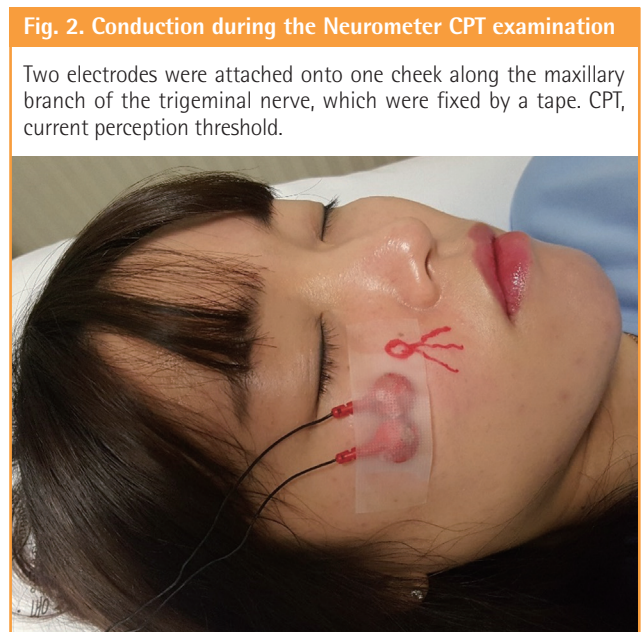 Fig. 2. Conduction during the Neurometer CPT examination
Two electrodes were attached onto one cheek along the maxillary
branch of the trigeminal nerve, which were fixed by a tape. CPT,
current perception threshold.